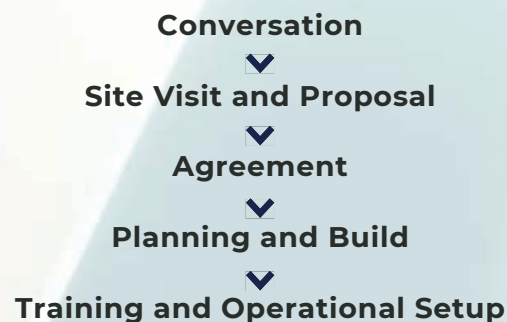 Conversation
Site Visit and Proposal
Agreement
Planning and Build
Training and Operational Setup